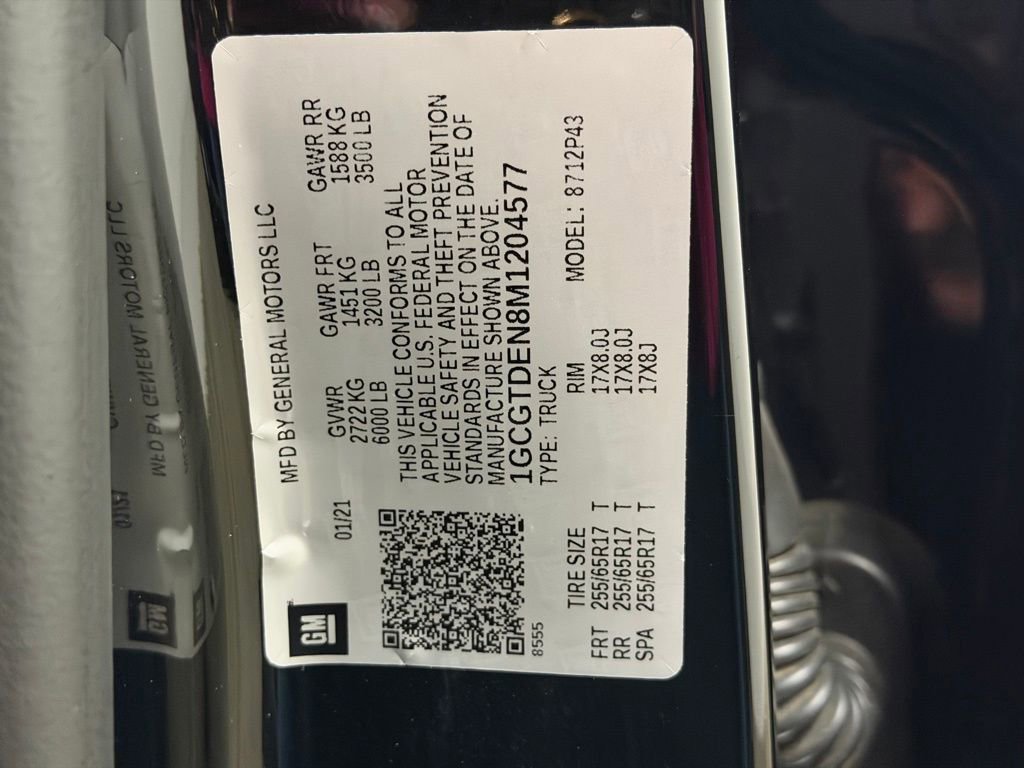 GM
MFD BY GENERAL MOTORS LLC
01/21
GVWR GAWR FRT GAWR RR
2722 KG 1451 KG 1588 KG
6000 LB 3200 LB 3500 LB
THIS VEHICLE CONFORMS TO ALL
APPLICABLE U.S. FEDERAL MOTOR
VEHICLE SAFETY AND THEFT PREVENTION
STANDARDS IN EFFECT ON THE DATE OF
MANUFACTURE SHOWN ABOVE.
1GCGTDEN8M1204577
8555
TYPE: TRUCK MODEL: 8712P43
TIRE SIZE RIM
FRT 255/65R17 T 17X8.0J
RR 255/65R17 T 17X8.0J
SPA 255/65R17 T 17X8J